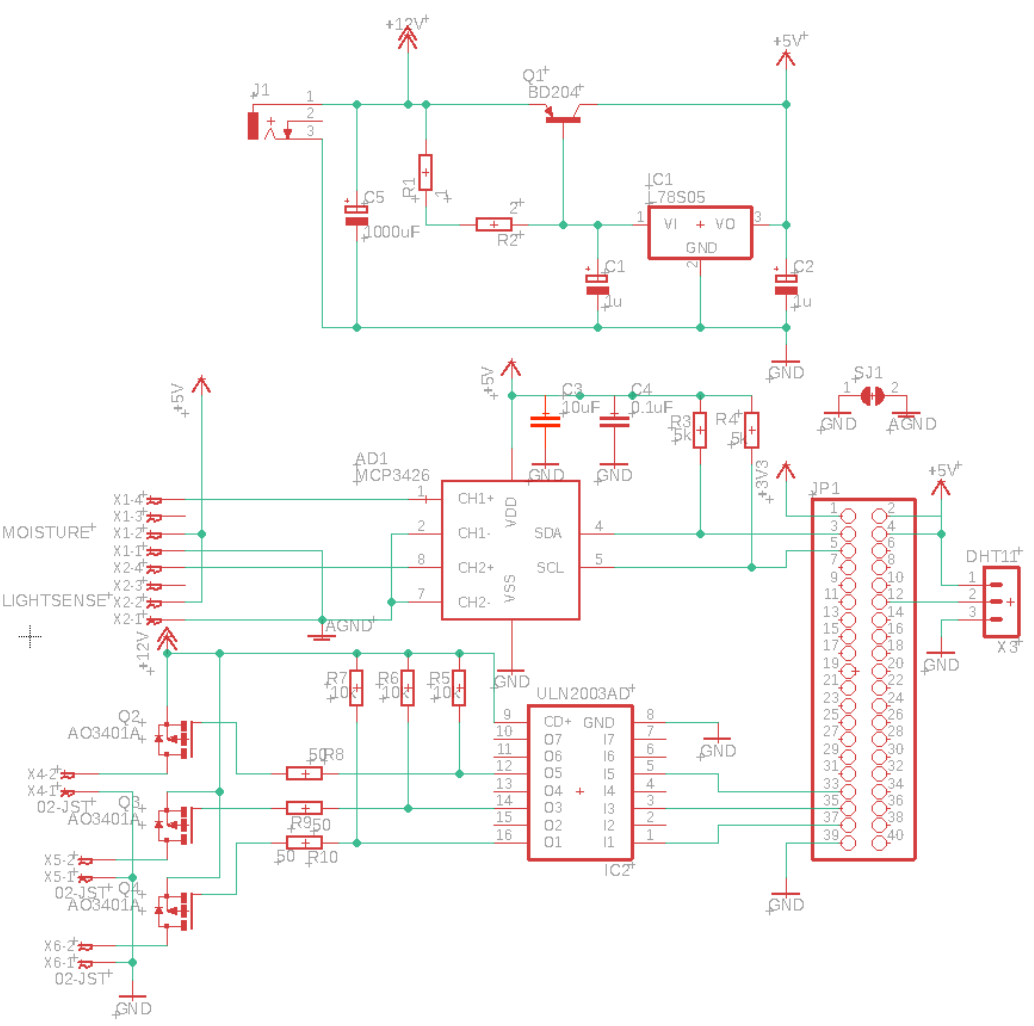 +12V
+5V
Q1
BD204
J1
1
2
3
R1
1
C5
1000uF
2
R2
IC1
L78S05
1
VI
VO
3
GND
2
C1
1u
C2
1u
GND
+5V
+5V
C3
10uF
C4
0.1uF
R3
5k
R4
5k
GND
GND
SJ1
1
2
GND
AGND
AD1
MCP3426
+3V3
+5V
JP1
X1-4
X1-3
X1-2
X1-1
X2-4
X2-3
X2-2
X2-1
MOISTURE
LIGHTSENSE
1
CH1+
2
CH1-
8
CH2+
7
CH2-
VDD
VSS
SDA
4
SCL
5
AGND
GND
1 2
3 4
5 6
7 8
9 10
11 12
13 14
15 16
17 18
19 20
21 22
23 24
25 26
27 28
29 30
31 32
33 34
35 36
37 38
39 40
DHT11
1
2
3
X3
GND
+12V
R7
10k
R6
10k
R5
10k
ULN2003AD
9 CD+ GND 8
10 O7 I7 7
11 O6 I6 6
12 O5 I5 5
13 O4 I4 4
14 O3 I3 3
15 O2 I2 2
16 O1 I1 1
IC2
GND
GND
Q2
AO3401A
X4-2
X4-1
02-JST
50
R8
Q3
AO3401A
R9
50
50
R10
X5-2
X5-1
02-JST
Q4
AO3401A
X6-2
X6-1
02-JST
GND